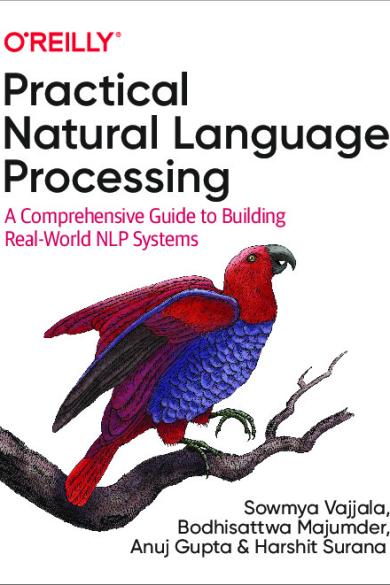 O'REILLY®
Practical
Natural Language
Processing
A Comprehensive Guide to Building
Real-World NLP Systems
Sowmya Vajjala,
Bodhisattwa Majumder,
Anuj Gupta & Harshit Surana